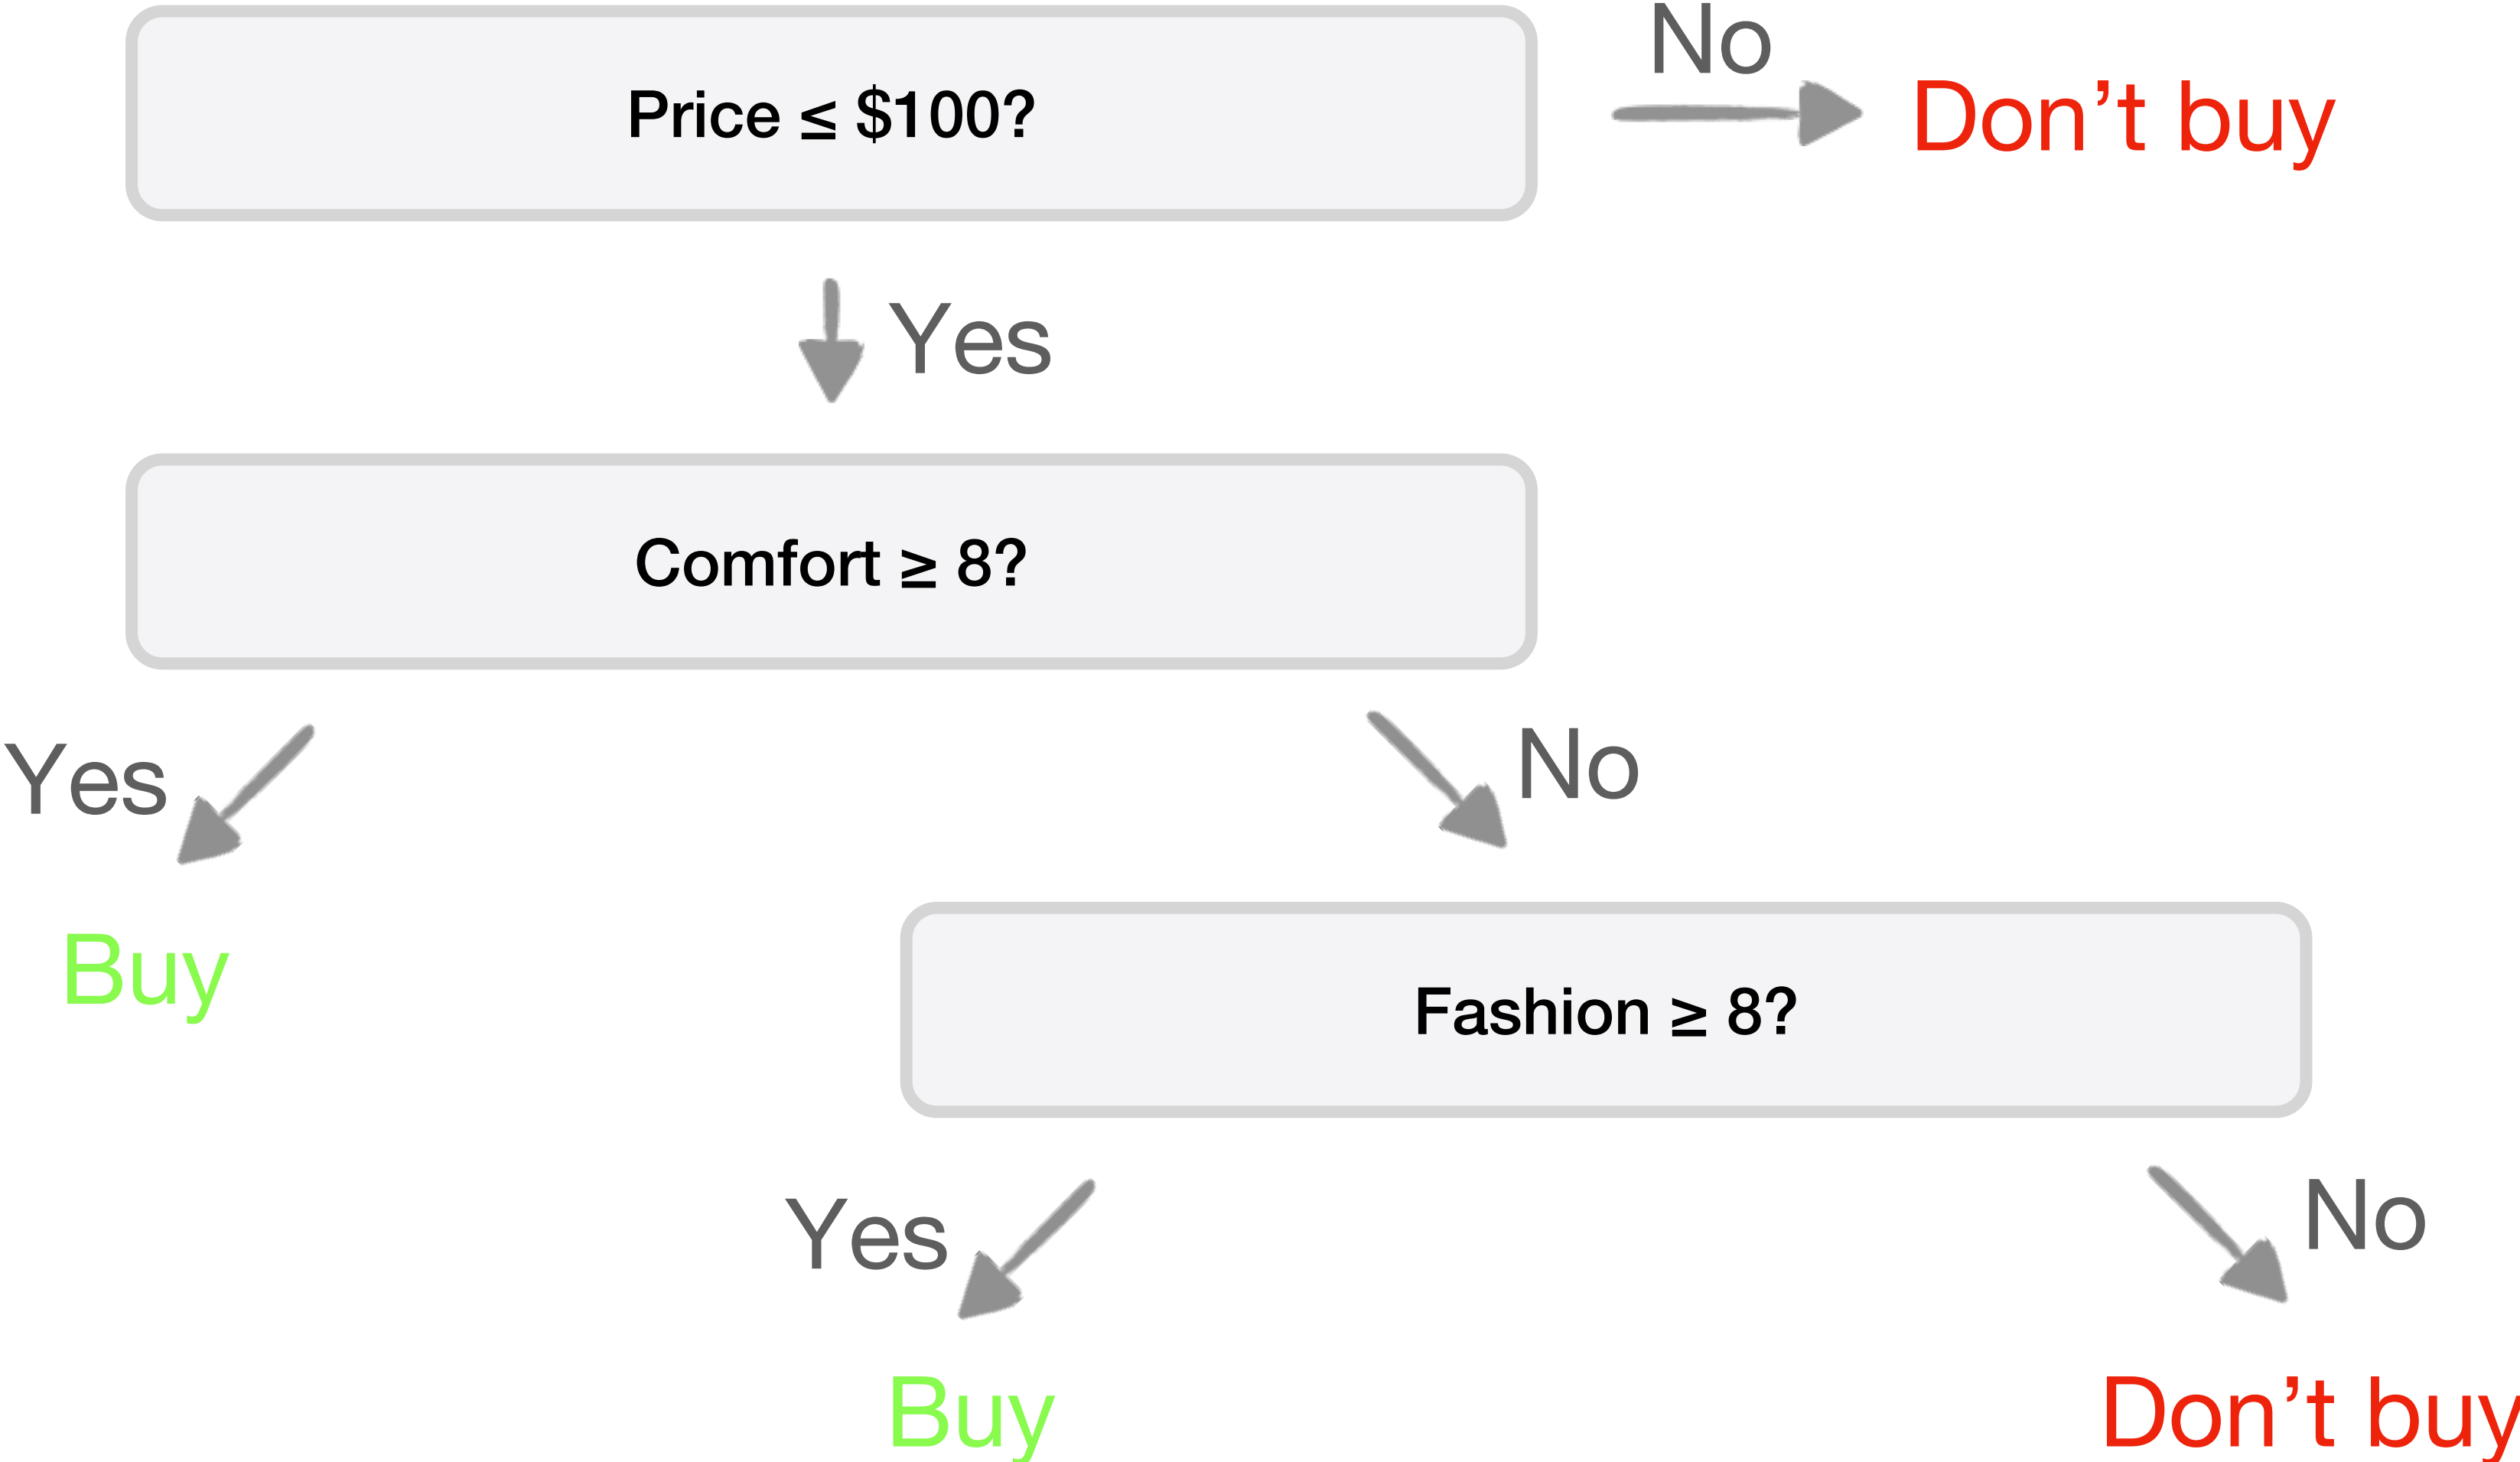 Price ≤ $100?
No
Don’t buy
Yes
Comfort ≥ 8?
Yes
No
Buy
Fashion ≥ 8?
Yes
No
Buy
Don’t buy